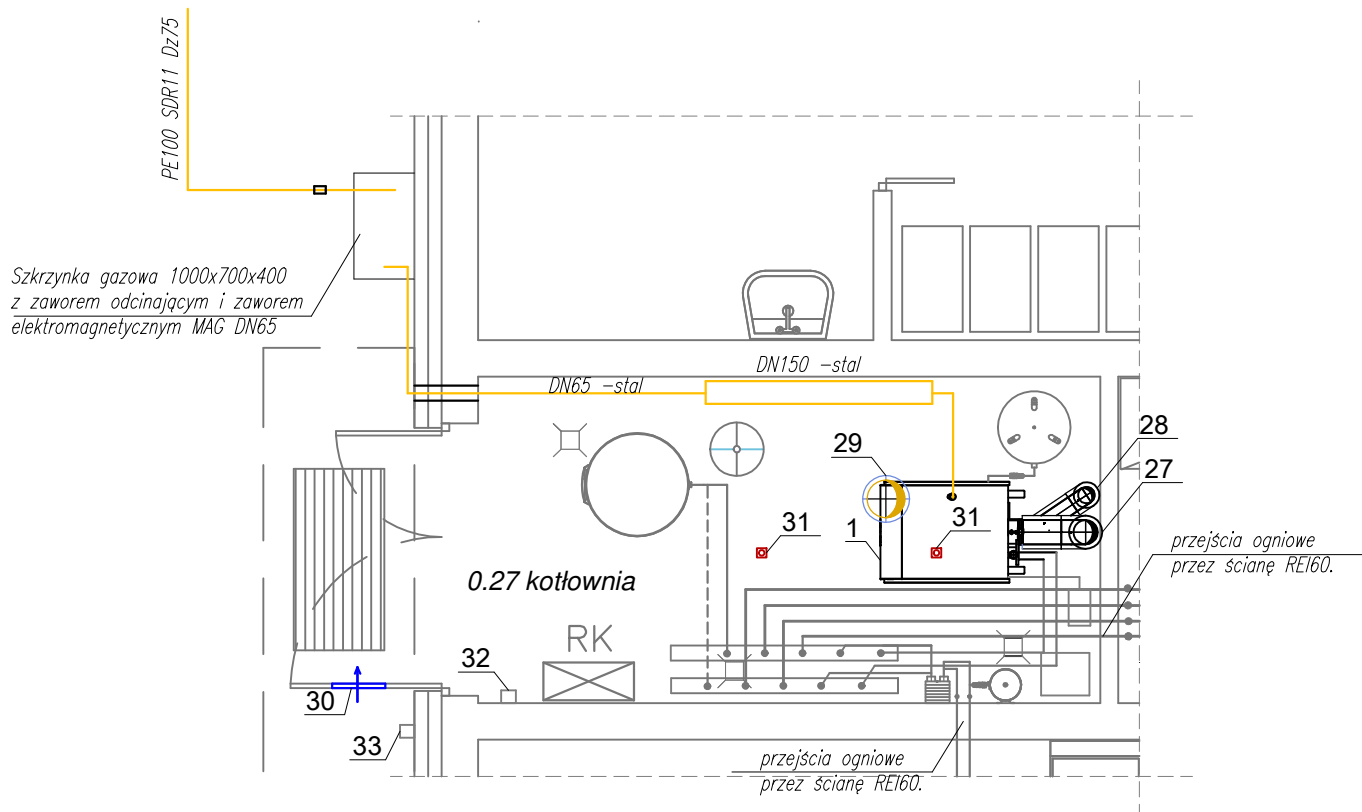 PE100 SDR11 Dz75
Szkrzynka gazowa 1000x700x400
z zaworem odcinającym i zaworem
elektromagnetycznym MAG DN65
DN150 -stal
DN65 -stal
28
29
27
31
1
31
przejścia ogniowe
przez ścianę REI60.
0.27 kotłownia
RK
32
30
33
przejścia ogniowe
przez ścianę REI60.